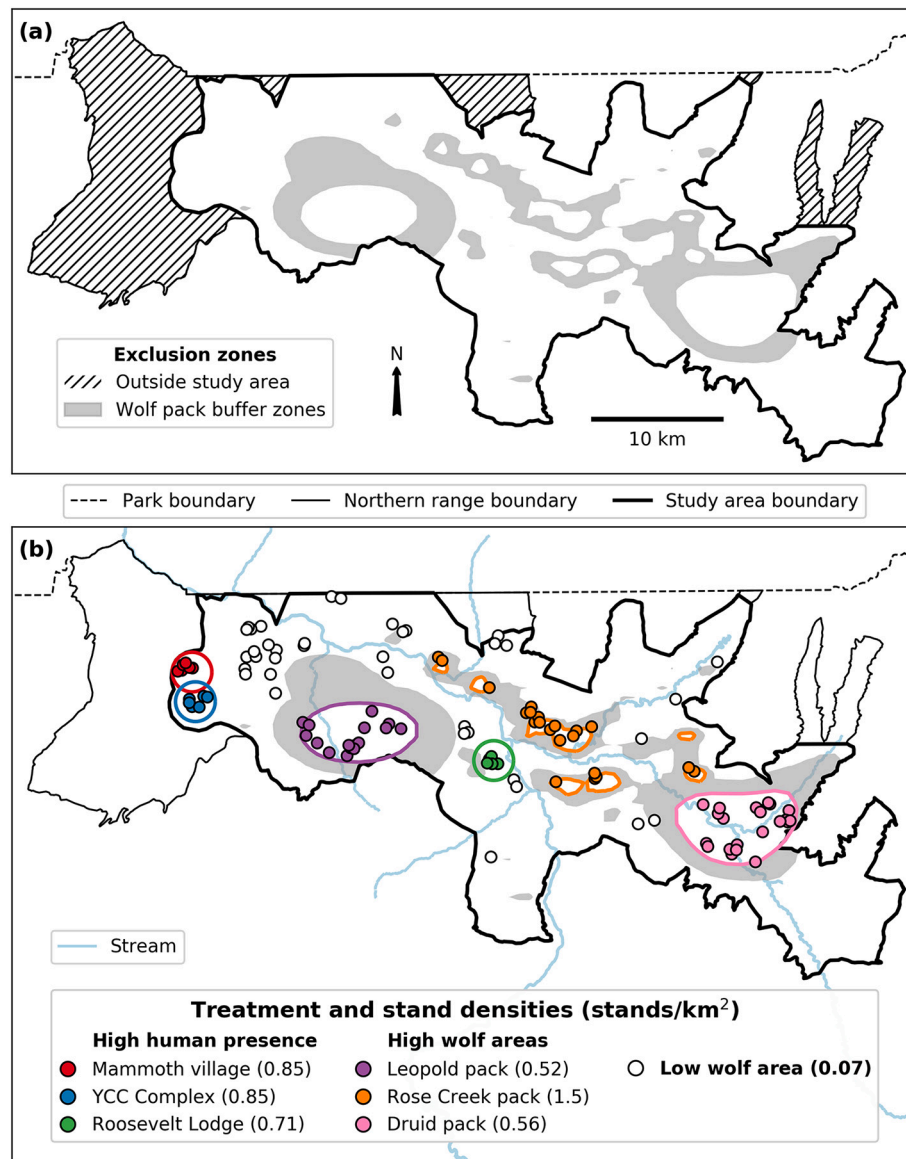 (a)
Exclusion zones
Outside study area
Wolf pack buffer zones
N
10 km
Park boundary
Northern range boundary
Study area boundary
(b)
Stream
Treatment and stand densities (stands/km²)
High human presence
Mammoth village (0.85)
YCC Complex (0.85)
Roosevelt Lodge (0.71)
High wolf areas
Leopold pack (0.52)
Rose Creek pack (1.5)
Druid pack (0.56)
Low wolf area (0.07)